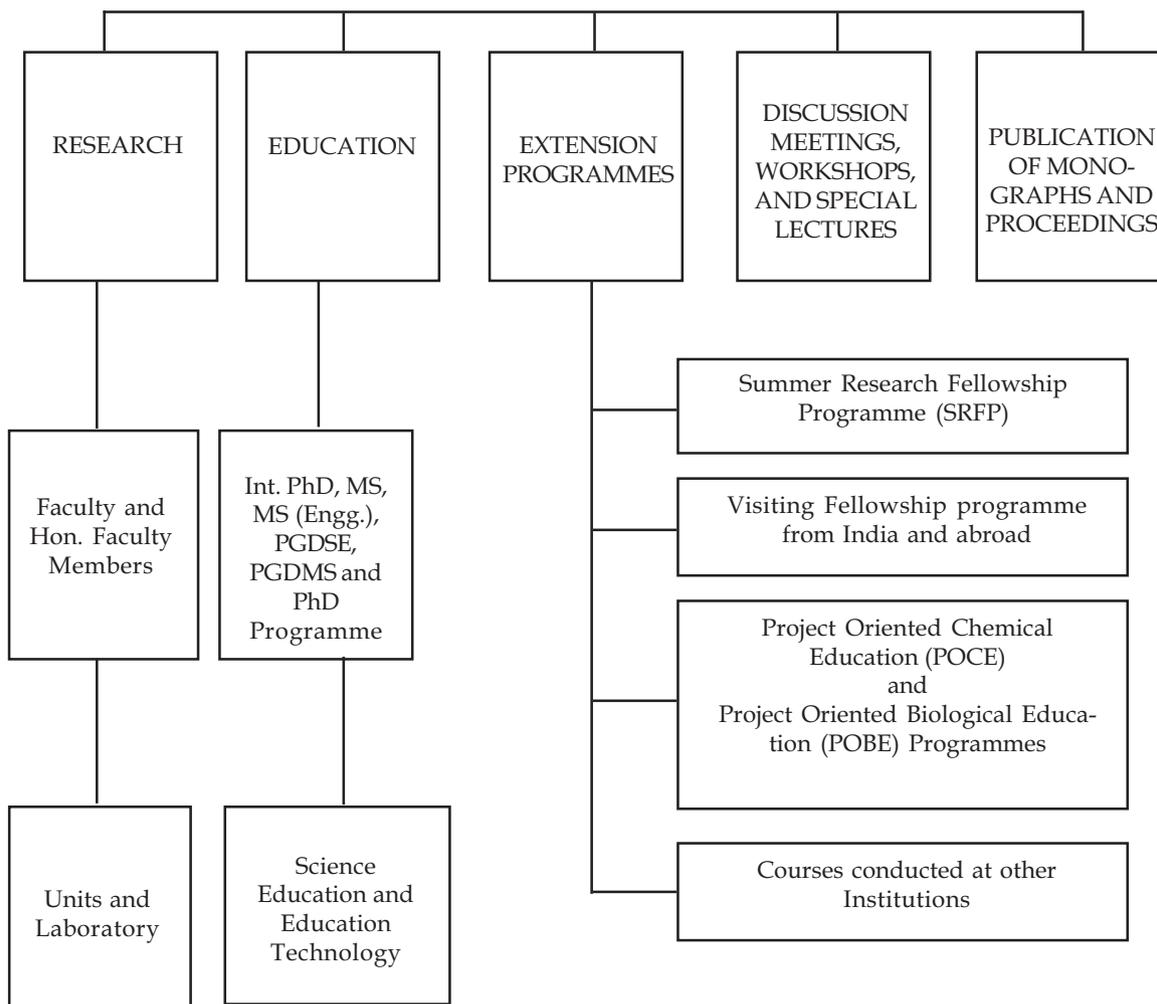 RESEARCH
EDUCATION
EXTENSION
PROGRAMMES
DISCUSSION
MEETINGS,
WORKSHOPS,
AND SPECIAL
LECTURES
PUBLICATION
OF MONO-
GRAPHS AND
PROCEEDINGS
Faculty and
Hon. Faculty
Members
Int. PhD, MS,
MS (Engg.),
PGDSE,
PGDMS and
PhD
Programme
Summer Research Fellowship
Programme (SRFP)
Visiting Fellowship programme
from India and abroad
Project Oriented Chemical
Education (POCE)
and
Project Oriented Biological Educa-
tion (POBE) Programmes
Units and
Laboratory
Science
Education and
Education
Technology
Courses conducted at other
Institutions